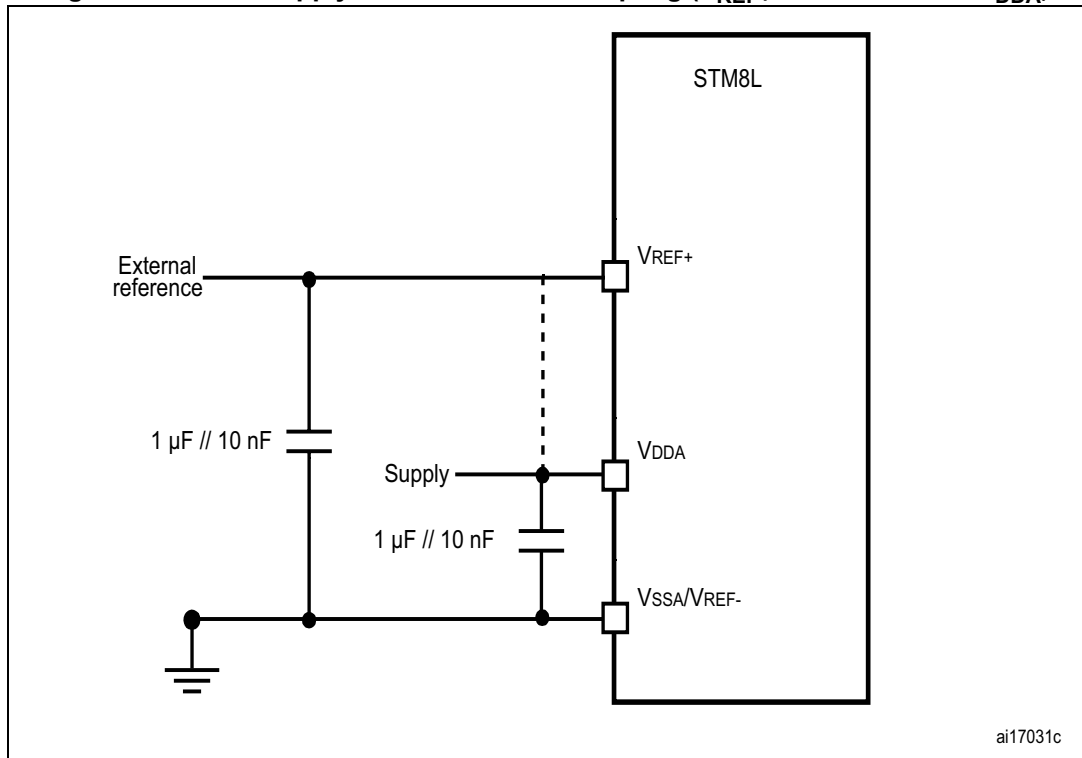 STM8L
VREF+
External
reference
1 µF // 10 nF
VDDA
Supply
1 µF // 10 nF
VSSA/VREF-
ai17031c